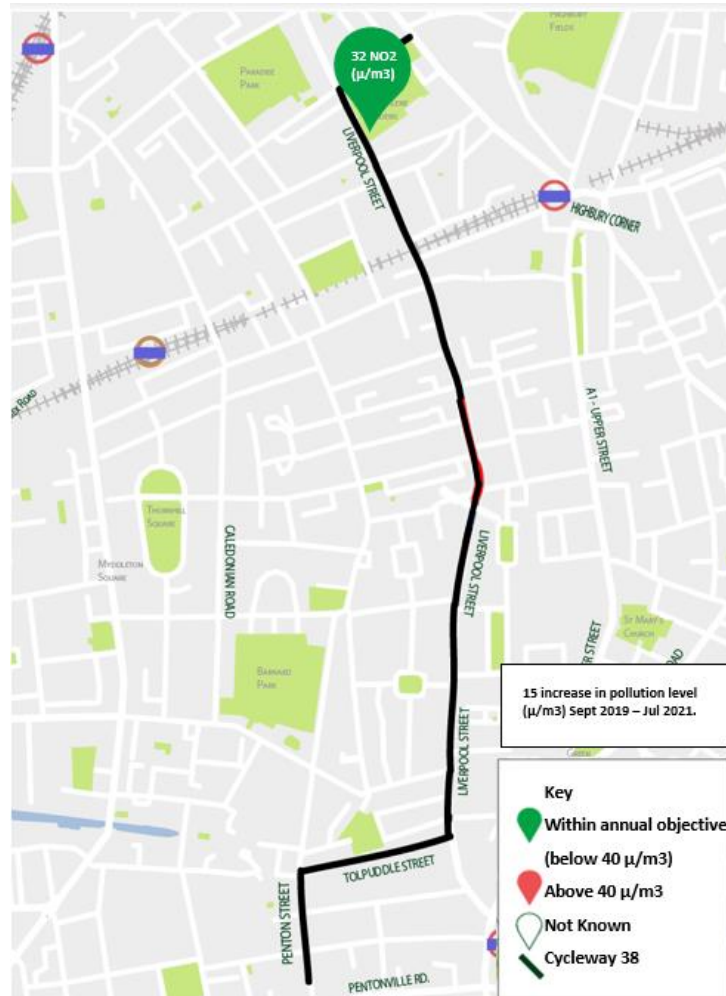 FIELDS
32 NO2
(μ/m3)
PARADISE
PARK
LIVERPOOL STREET
HIGHBURY CORNER
A1 - UPPER STREET
ROAD
THORNHILL
SQUARE
MYDDLETON
SQUARE
CALEDONIAN ROAD
LIVERPOOL STREET
ST MARY'S
CHURCH
BARNARD
PARK
15 increase in pollution level
(μ/m3) Sept 2019 – Jul 2021.
LIVERPOOL STREET
GREEN
TOLPUDDLE STREET
PENTON STREET
PENTONVILLE RD.
Key
Within annual objective
(below 40 μ/m3)
Above 40 μ/m3
Not Known
Cycleway 38